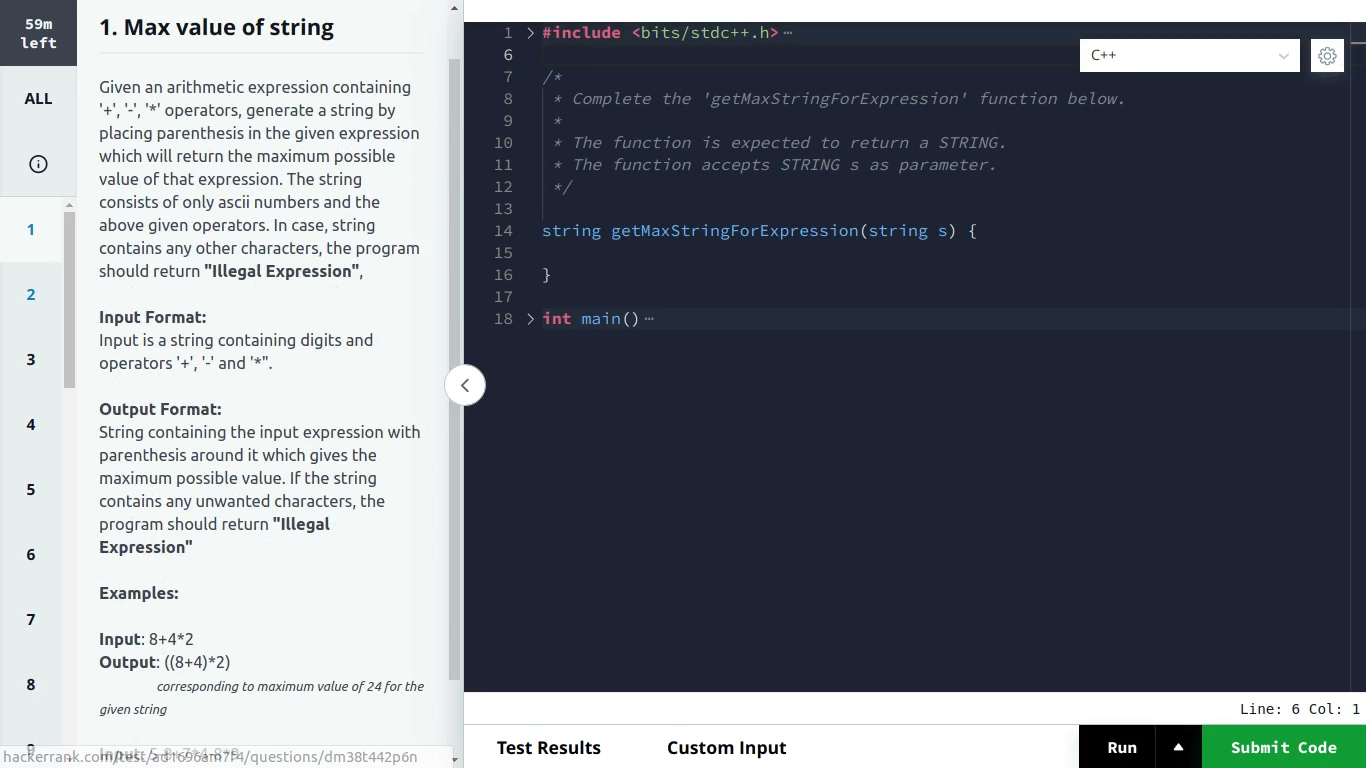 59m
left
ALL
1
2
3
4
5
6
7
8
1. Max value of string
Given an arithmetic expression containing
'+', '-', '*' operators, generate a string by
placing parenthesis in the given expression
which will return the maximum possible
value of that expression. The string
consists of only ascii numbers and the
above given operators. In case, string
contains any other characters, the program
should return "Illegal Expression",
Input Format:
Input is a string containing digits and
operators '+', '-' and '*".
Output Format:
String containing the input expression with
parenthesis around it which gives the
maximum possible value. If the string
contains any unwanted characters, the
program should return "Illegal
Expression"
Examples:
Input: 8+4*2
Output: ((8+4)*2)
corresponding to maximum value of 24 for the
given string
Input:
C++
1 #include <bits/stdc++.h>
6
7 /*
8 * Complete the 'getMaxStringForExpression' function below.
9 *
10 * The function is expected to return a STRING.
11 * The function accepts STRING s as parameter.
12 */
13
14 string getMaxStringForExpression(string s) {
15
16 }
17
18 int main()
Line: 6 Col: 1
Test Results
Custom Input
Run
Submit Code